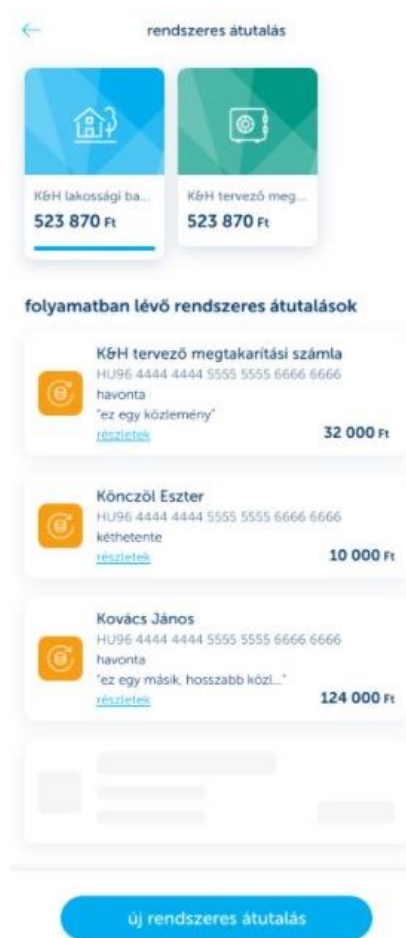 rendszeres átutalás
K&H lakossági ba...
523 870 Ft
K&H tervező meg...
523 870 Ft
folyamatban lévő rendszeres átutalások
K&H tervező megtakarítási számla
HU96 4444 4444 5555 5555 6666 6666
havonta
"ez egy közlemény"
részletek
32 000 Ft
Könczöl Eszter
HU96 4444 4444 5555 5555 6666 6666
kéthetente
részletek
10 000 Ft
Kovács János
HU96 4444 4444 5555 5555 6666 6666
havonta
"ez egy másik, hosszabb közl..."
részletek
124 000 Ft
új rendszeres átutalás